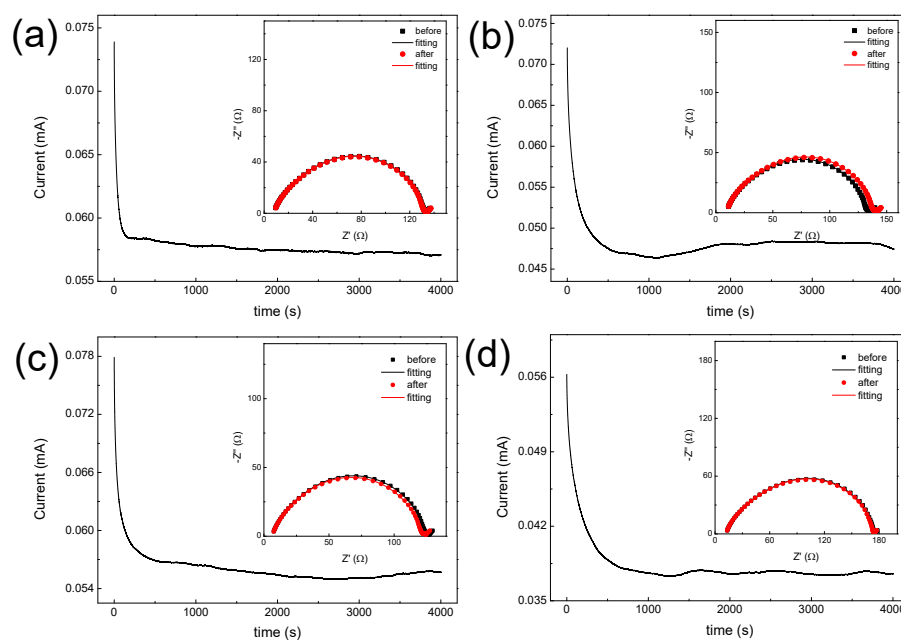 (a)
0.075
0.070
0.065
0.060
0.055
Current (mA)
0 1000 2000 3000 4000
time (s)
before
fitting
after
fitting
120
80
40
0
-Z'' (Ω)
0 40 80 120
Z' (Ω)
(b)
0.075
0.070
0.065
0.060
0.055
0.050
0.045
Current (mA)
0 1000 2000 3000 4000
time (s)
before
fitting
after
fitting
150
100
50
0
-Z'' (Ω)
0 50 100 150
Z' (Ω)
(c)
0.078
0.072
0.066
0.060
0.054
Current (mA)
0 1000 2000 3000 4000
time (s)
before
fitting
after
fitting
100
50
0
-Z'' (Ω)
0 50 100
Z' (Ω)
(d)
0.056
0.049
0.042
0.035
Current (mA)
0 1000 2000 3000 4000
time (s)
before
fitting
after
fitting
180
120
60
0
-Z'' (Ω)
0 60 120 180
Z' (Ω)